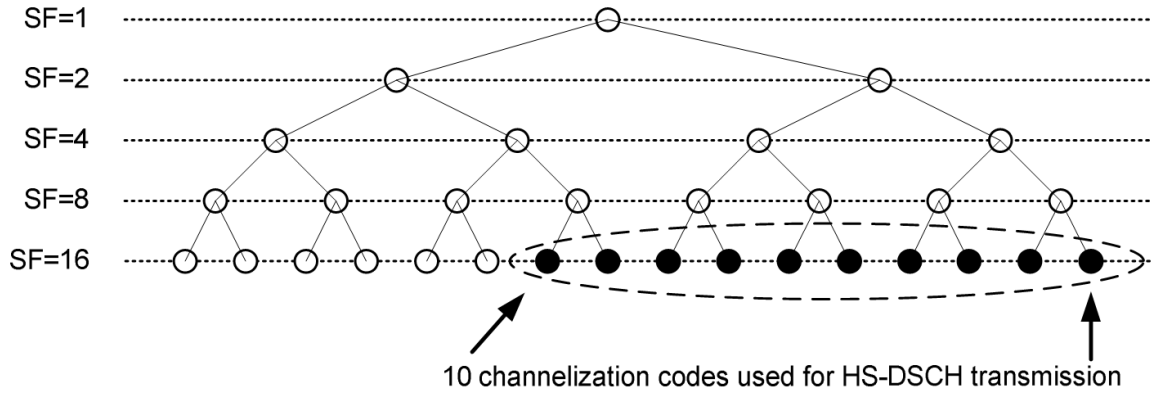 SF=1
SF=2
SF=4
SF=8
SF=16
10 channelization codes used for HS-DSCH transmission